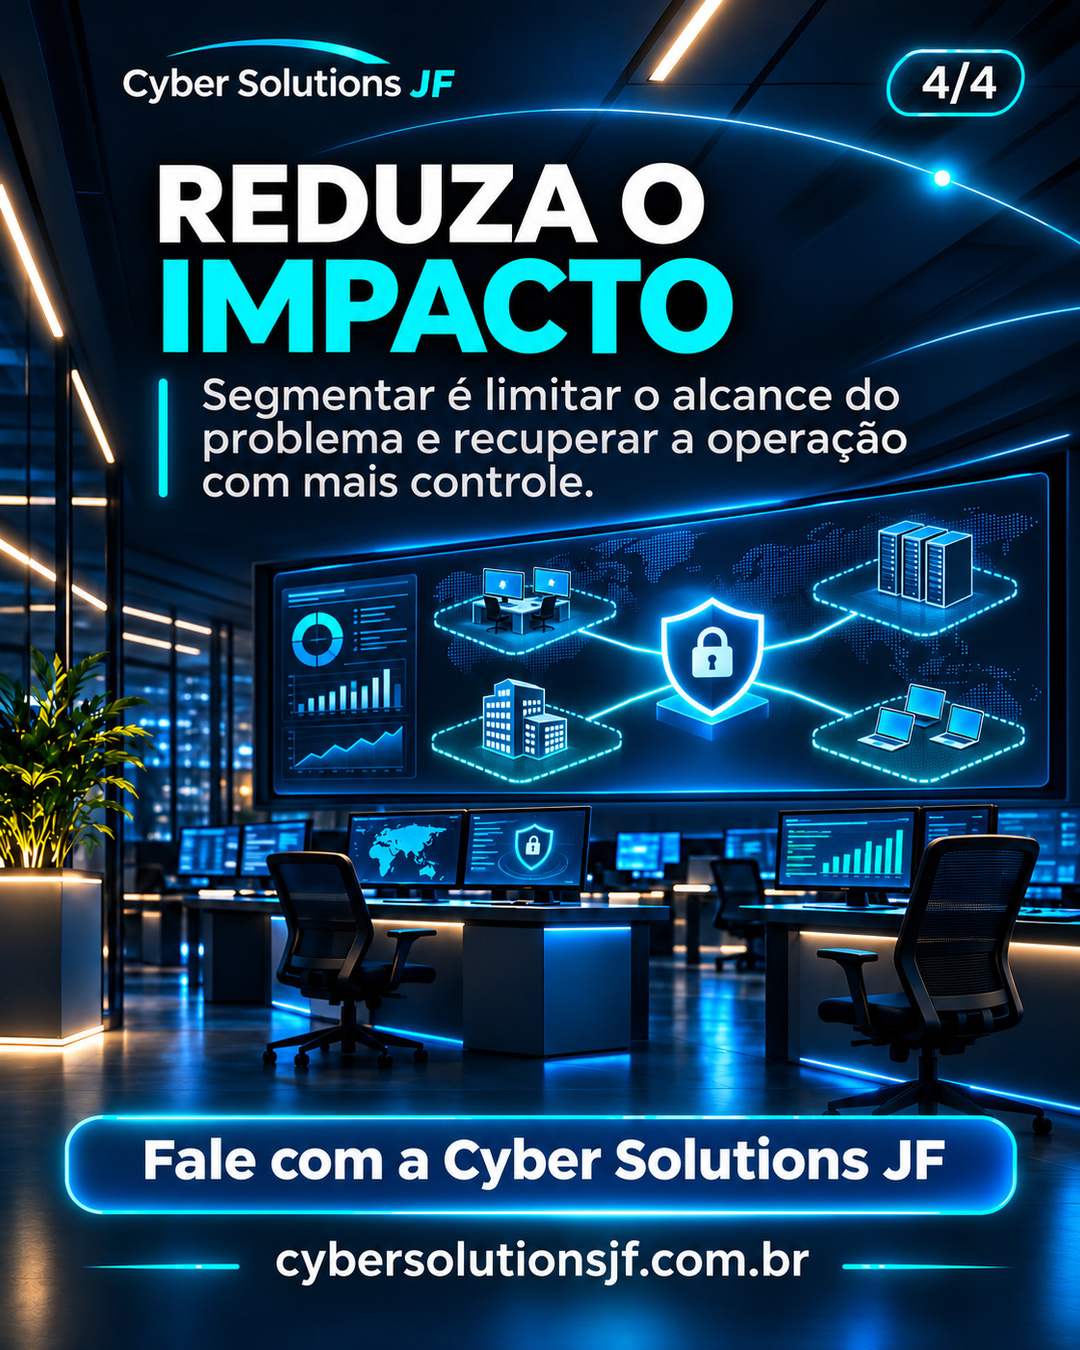 Cyber Solutions JF
4/4
REDUZA O
IMPACTO
Segmentar é limitar o alcance do
problema e recuperar a operação
com mais controle.
Fale com a Cyber Solutions JF
cybersolutionsjf.com.br